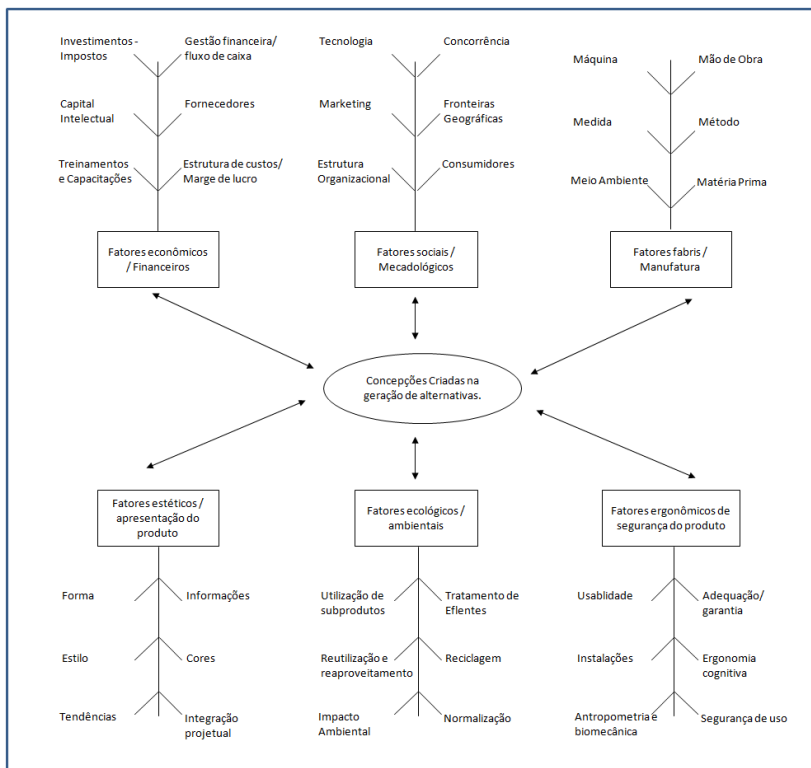 Investimentos -
Impostos
Gestão financeira/
fluxo de caixa
Capital
Intelectual
Fornecedores
Treinamentos
e Capacitações
Estrutura de custos/
Marge de lucro
Fatores econômicos
/ Financeiros
Tecnologia
Concorrência
Marketing
Fronteiras
Geográficas
Estrutura
Organizacional
Consumidores
Fatores sociais /
Mecadológicos
Máquina
Mão de Obra
Medida
Método
Meio Ambiente
Matéria Prima
Fatores fabris /
Manufatura
Concepções Criadas na
geração de alternativas.
Fatores estéticos /
apresentação do
produto
Forma
Informações
Estilo
Cores
Tendências
Integração
projetual
Fatores ecológicos /
ambientais
Utilização de
subprodutos
Tratamento de
Eflentes
Reutilização e
reaproveitamento
Reciclagem
Impacto
Ambiental
Normalização
Fatores ergonômicos de
segurança do produto
Usablidade
Adequação/
garantia
Instalações
Ergonomia
cognitiva
Antropometria e
biomecânica
Segurança de uso